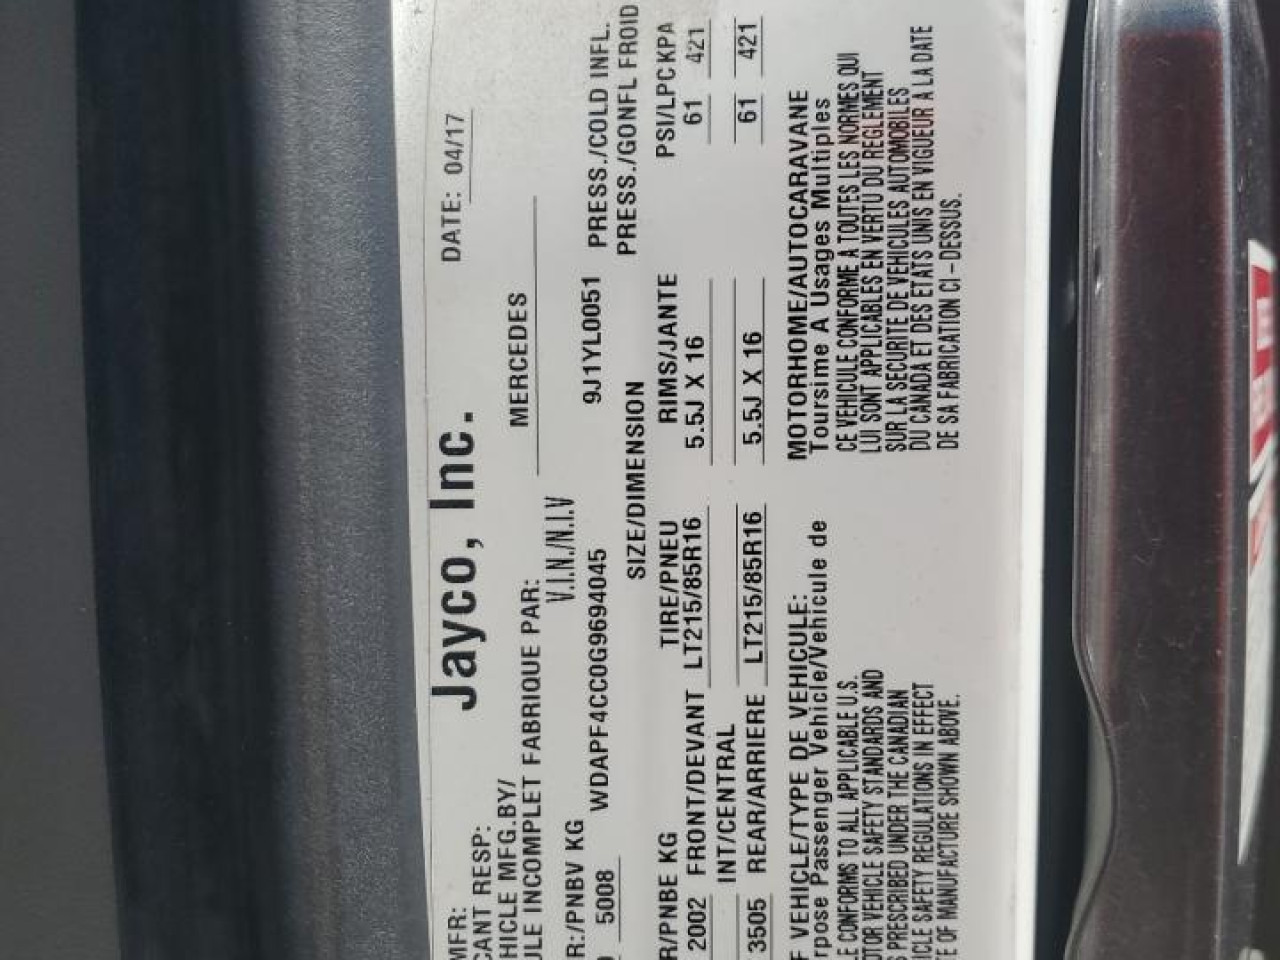 MFR: Jayco, Inc. DATE: 04/17
CANT RESP:
HICLE MFG.BY/
ULE INCOMPLET FABRIQUE PAR: MERCEDES
V.I.N./N.I.V
R:/PNBV KG
5008 WDAPF4CC0G9694045 9J1YL0051 PRESS./COLD INFL.
SIZE/DIMENSION PRESS./GONFL FROID
R/PNBE KG TIRE/PNEU RIMS/JANTE PSI/LPC KPA
2002 FRONT/DEVANT LT215/85R16 5.5J X 16 61 421
INT/CENTRAL
3505 REAR/ARRIERE LT215/85R16 5.5J X 16 61 421
F VEHICLE/TYPE DE VEHICULE: MOTORHOME/AUTOCARAVANE
rpose Passenger Vehicle/Vehicule de Toursime A Usages Multiples
LE CONFORMS TO ALL APPLICABLE U.S. CE VEHICULE CONFORME A TOUTES LES NORMES QUI
OTOR VEHICLE SAFETY STANDARDS AND LUI SONT APPLICABLES EN VERTU DU REGLEMENT
S PRESCRIBED UNDER THE CANADIAN SUR LA SECURITE DE VEHICULES AUTOMOBILES
ICLE SAFETY REGULATIONS IN EFFECT DU CANADA ET DES ETATS UNIS EN VIGUEUR A LA DATE
TE OF MANUFACTURE SHOWN ABOVE. DE SA FABRICATION CI-DESSUS.